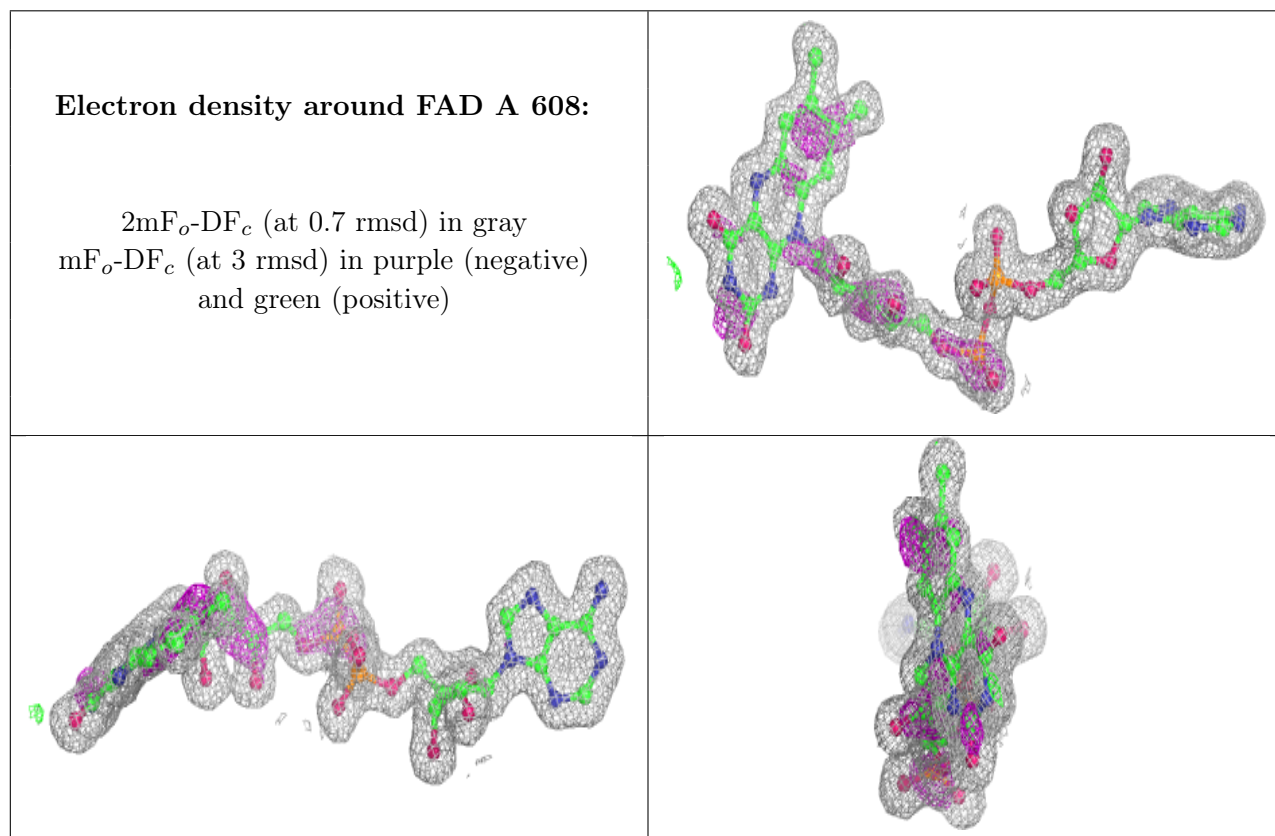 Electron density around FAD A 608:
2mFo-DFc (at 0.7 rmsd) in gray
mFo-DFc (at 3 rmsd) in purple (negative)
and green (positive)